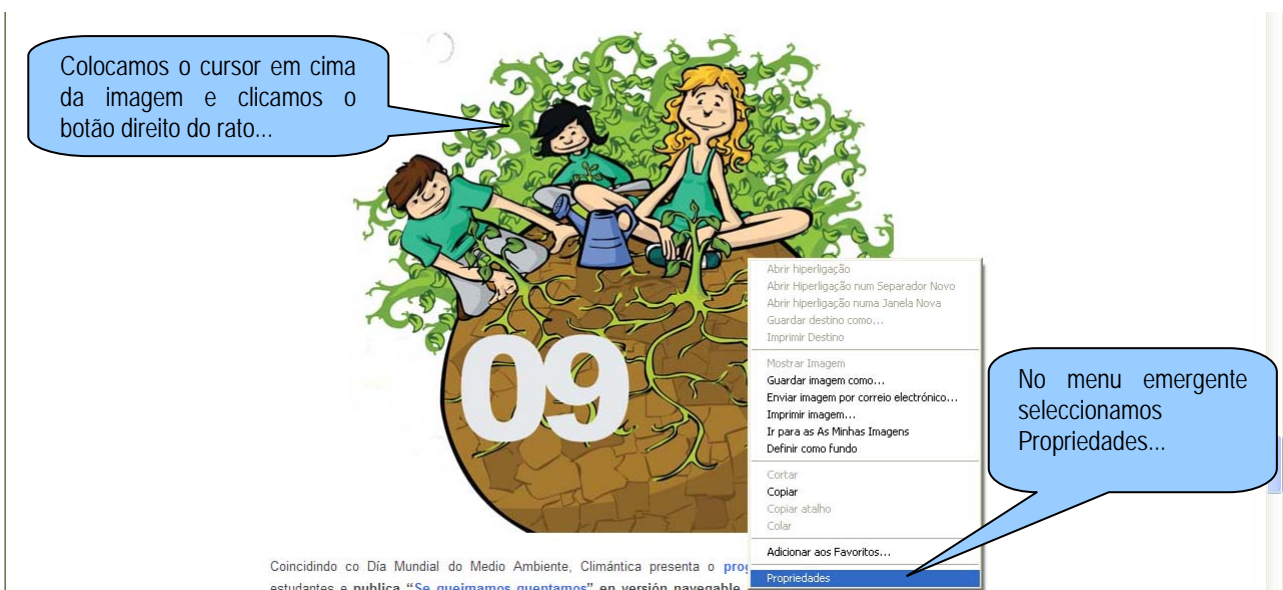 Colocamos o cursor em cima
da imagem e clicamos o
botão direito do rato...
09
Abrir hiperligação
Abrir Hiperligação num Separador Novo
Abrir hiperligação numa Janela Nova
Guardar destino como...
Imprimir Destino
Mostrar Imagem
Guardar imagem como...
Enviar imagem por correio electrónico...
Imprimir imagem...
Ir para as As Minhas Imagens
Definir como fundo
Cortar
Copiar
Copiar atalho
Colar
Adicionar aos Favoritos...
Propriedades
No menu emergente
seleccionamos
Propriedades...
Coincidindo co Día Mundial do Medio Ambiente, Climántica presenta o
estudantes e publica “Se queimamos quentamos” en versión navegable